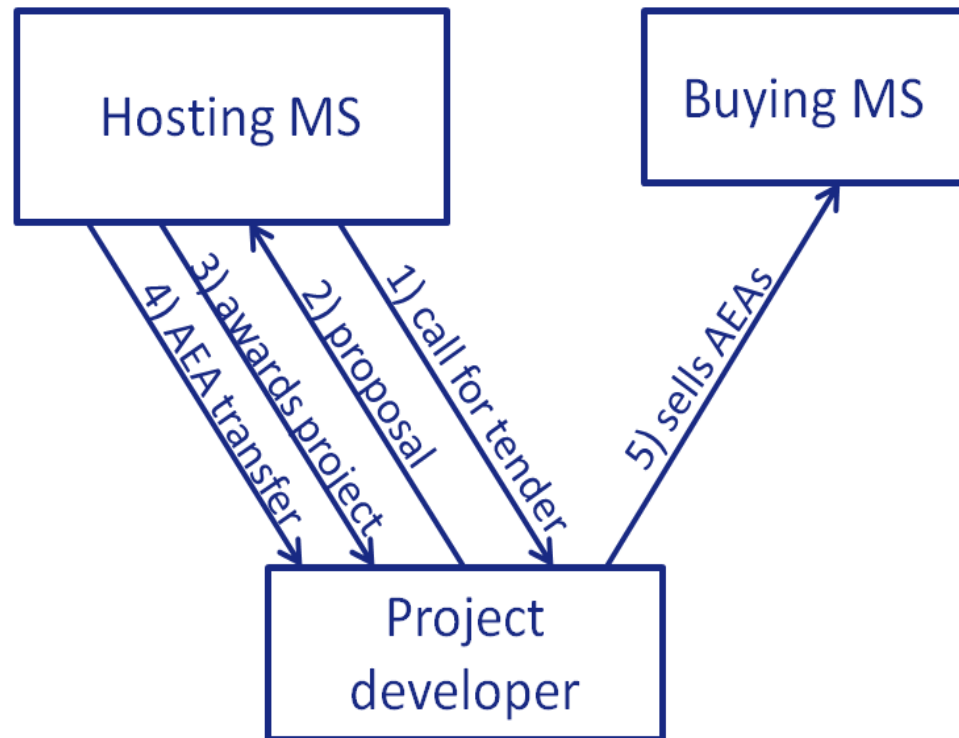 Hosting MS
Buying MS
4) AEA transfer
3) awards project
2) proposal
1) call for tender
5) sells AEAs
Project
developer